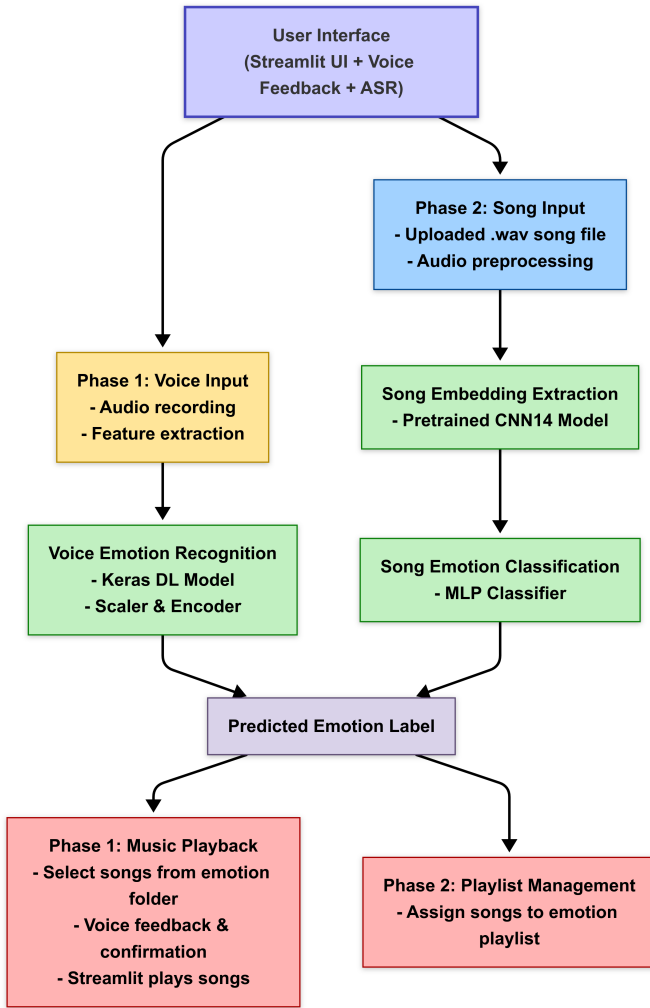 User Interface
(Streamlit UI + Voice
Feedback + ASR)
Phase 2: Song Input
- Uploaded .wav song file
- Audio preprocessing
Phase 1: Voice Input
- Audio recording
- Feature extraction
Song Embedding Extraction
- Pretrained CNN14 Model
Voice Emotion Recognition
- Keras DL Model
- Scaler & Encoder
Song Emotion Classification
- MLP Classifier
Predicted Emotion Label
Phase 1: Music Playback
- Select songs from emotion
folder
- Voice feedback &
confirmation
- Streamlit plays songs
Phase 2: Playlist Management
- Assign songs to emotion
playlist